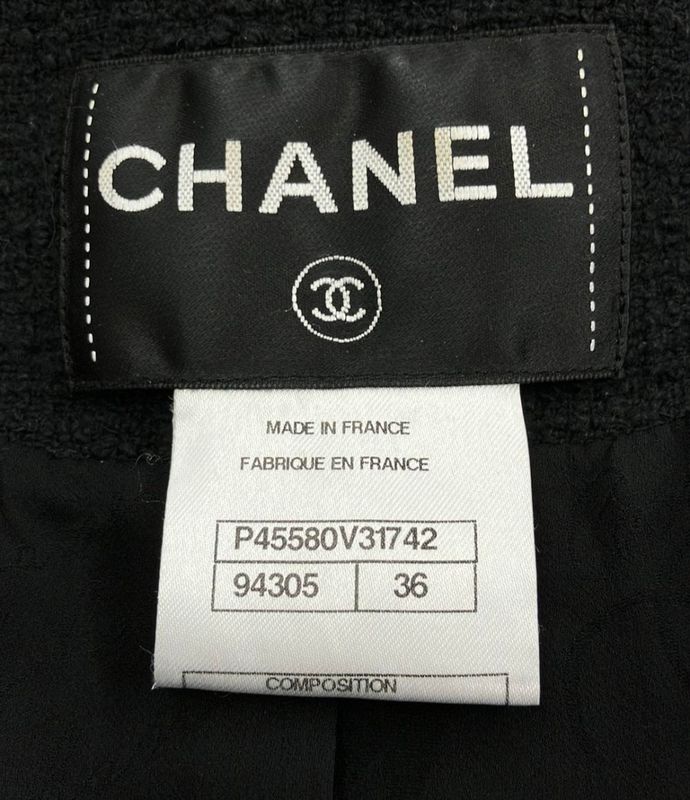 CHANEL
MADE IN FRANCE
FABRIQUE EN FRANCE
P45580V31742
94305 36
COMPOSITION